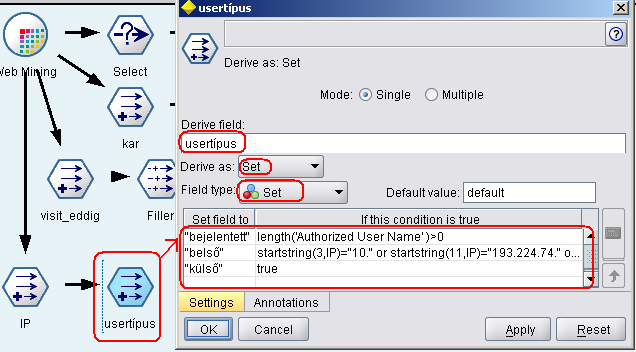 Web Mining
Select
kar
visit_eddig
Filler
IP
usertípus
usertípus
Derive as: Set
Mode: Single Multiple
Derive field:
usertípus
Derive as: Set
Field type: Set Default value: default
Set field to If this condition is true
"bejelentett" length('Authorized User Name')>0
"belső" startstring(3,IP)="10." or startstring(11,IP)="193.224.74." o...
"külső" true
Settings Annotations
OK Cancel Apply Reset